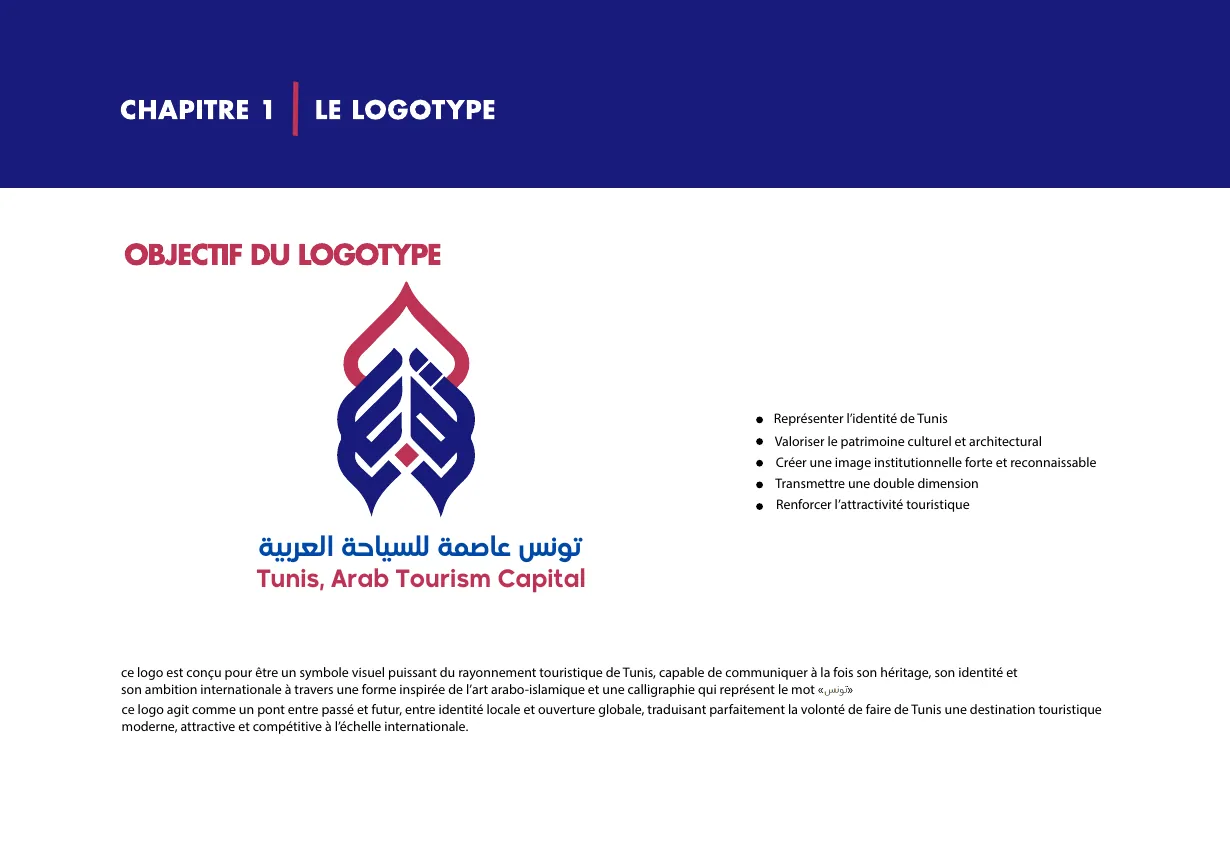 CHAPITRE 1 | LE LOGOTYPE
OBJECTIF DU LOGOTYPE
تونس عاصمة للسياحة العربية
Tunis, Arab Tourism Capital
● Représenter l’identité de Tunis
● Valoriser le patrimoine culturel et architectural
● Créer une image institutionnelle forte et reconnaissable
● Transmettre une double dimension
● Renforcer l’attractivité touristique
ce logo est conçu pour être un symbole visuel puissant du rayonnement touristique de Tunis, capable de communiquer à la fois son héritage, son identité et
son ambition internationale à travers une forme inspirée de l’art arabo-islamique et une calligraphie qui représent le mot «تونس»
ce logo agit comme un pont entre passé et futur, entre identité locale et ouverture globale, traduisant parfaitement la volonté de faire de Tunis une destination touristique
moderne, attractive et compétitive à l’échelle internationale.